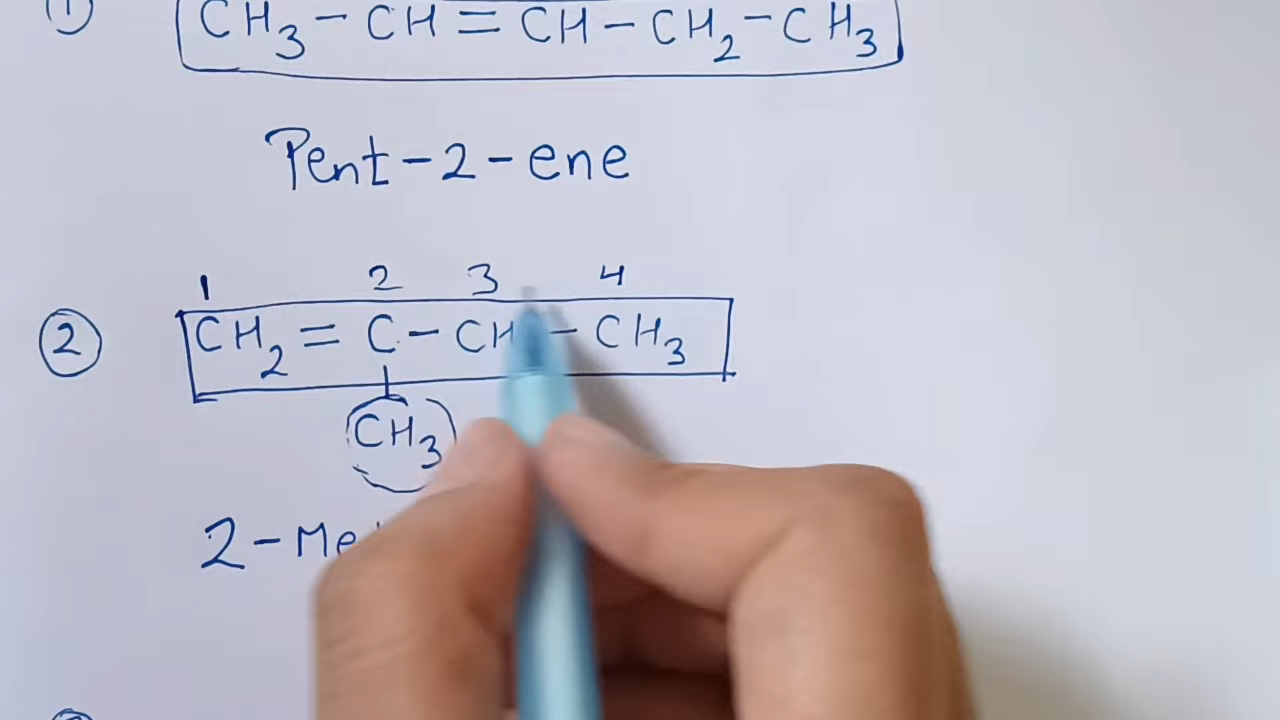 1) CH3 - CH = CH - CH2 - CH3
Pent-2-ene
1 2 3 4
2 CH2 = C - CH - CH3
CH3
2-Me